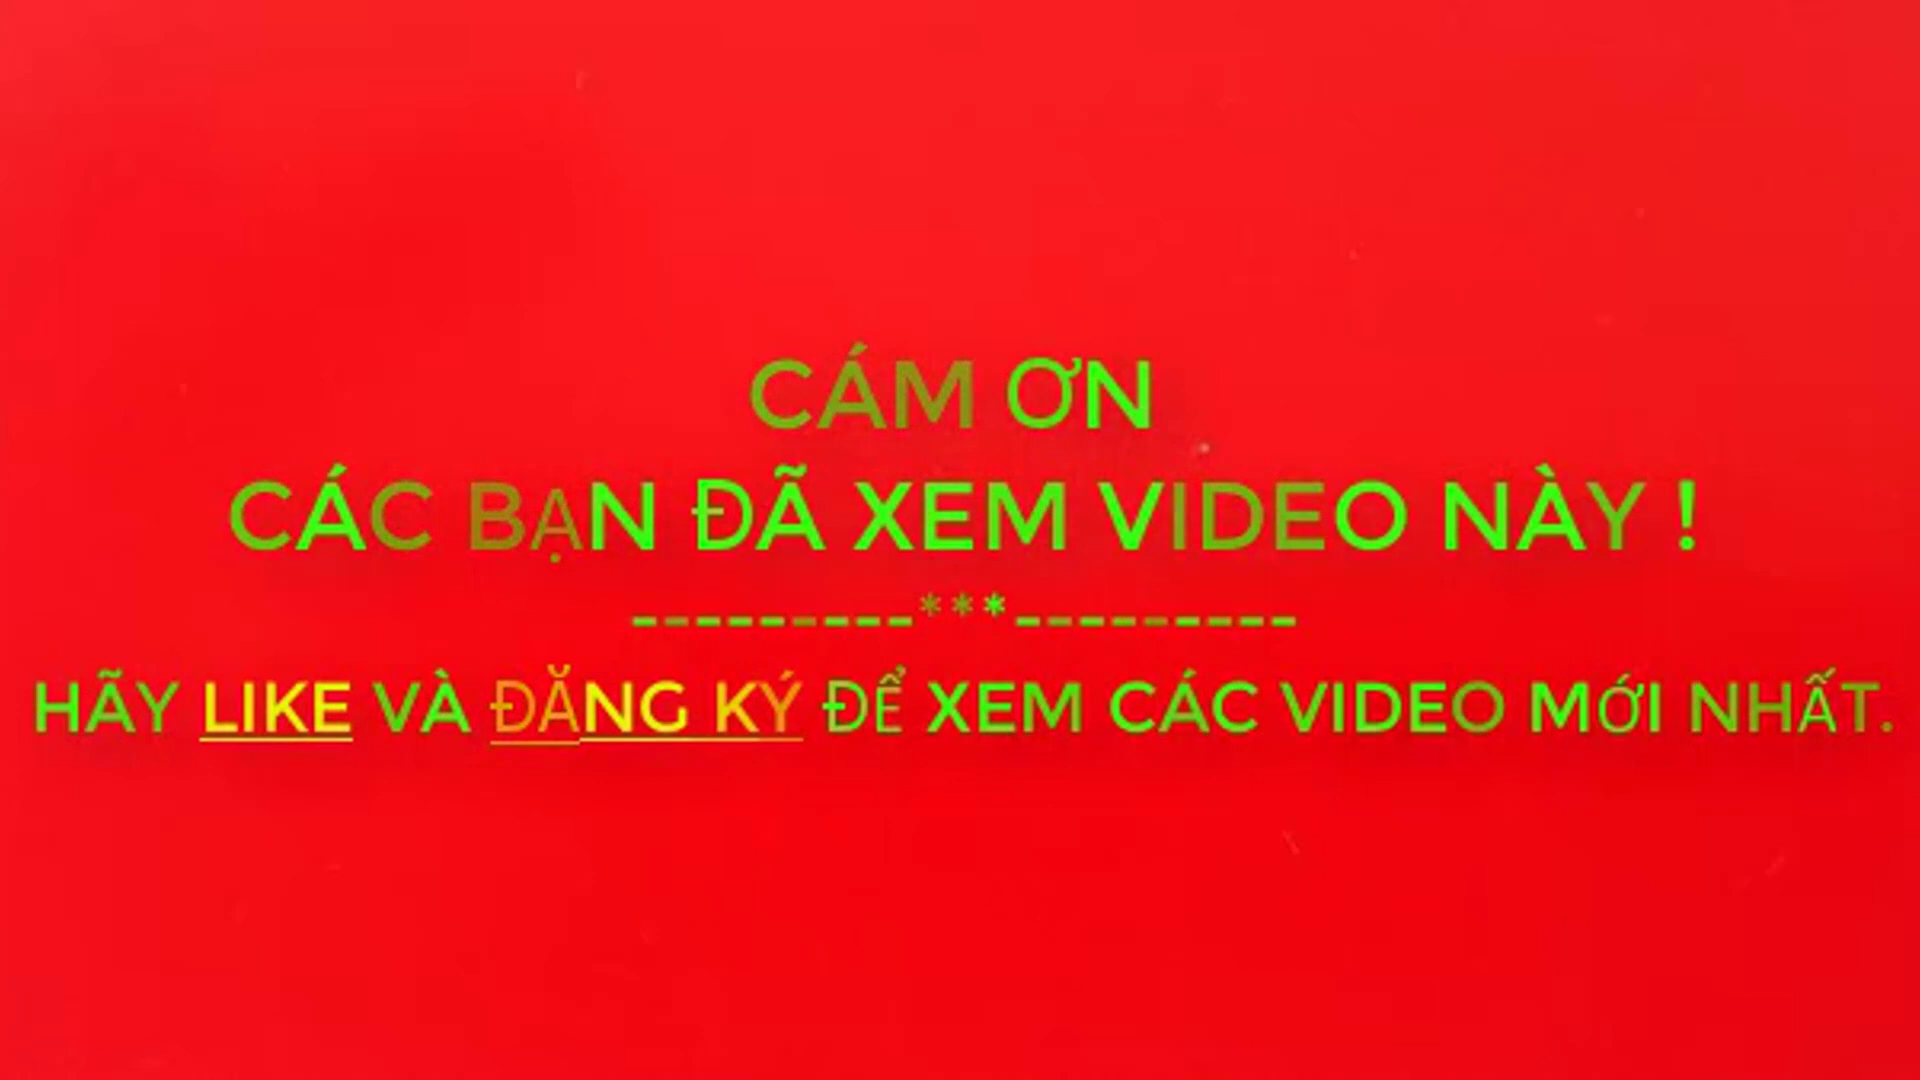 CÁM ƠN
CÁC BẠN ĐÃ XEM VIDEO NÀY !
---------***---------
HÃY LIKE VÀ ĐĂNG KÝ ĐỂ XEM CÁC VIDEO MỚI NHẤT.